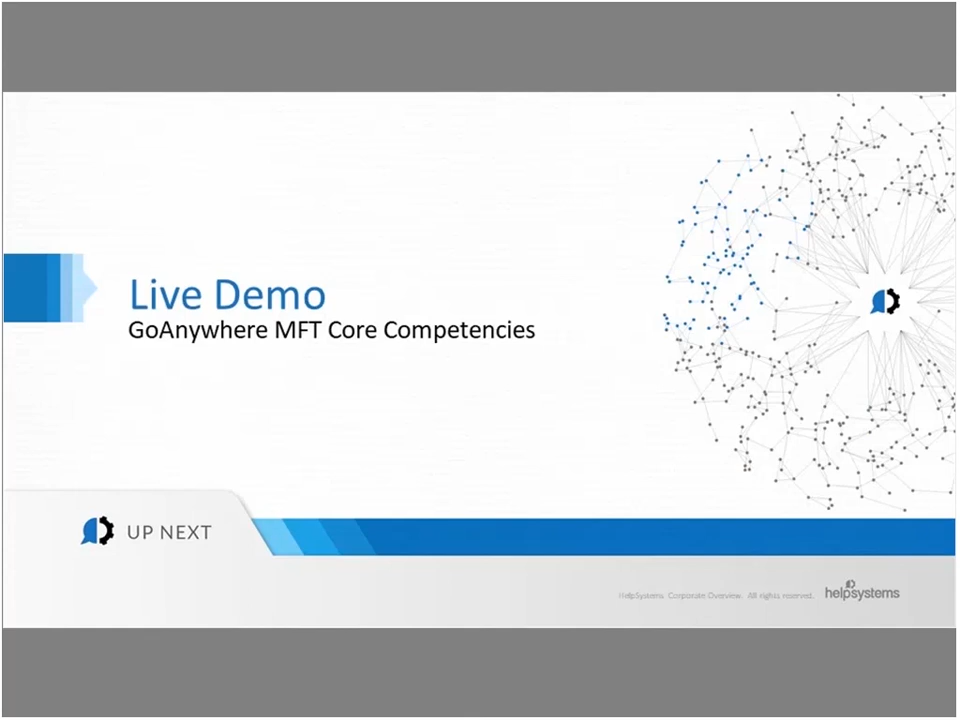 Live Demo
GoAnywhere MFT Core Competencies
UP NEXT
HelpSystems Corporate Overview. All rights reserved.
helpsystems